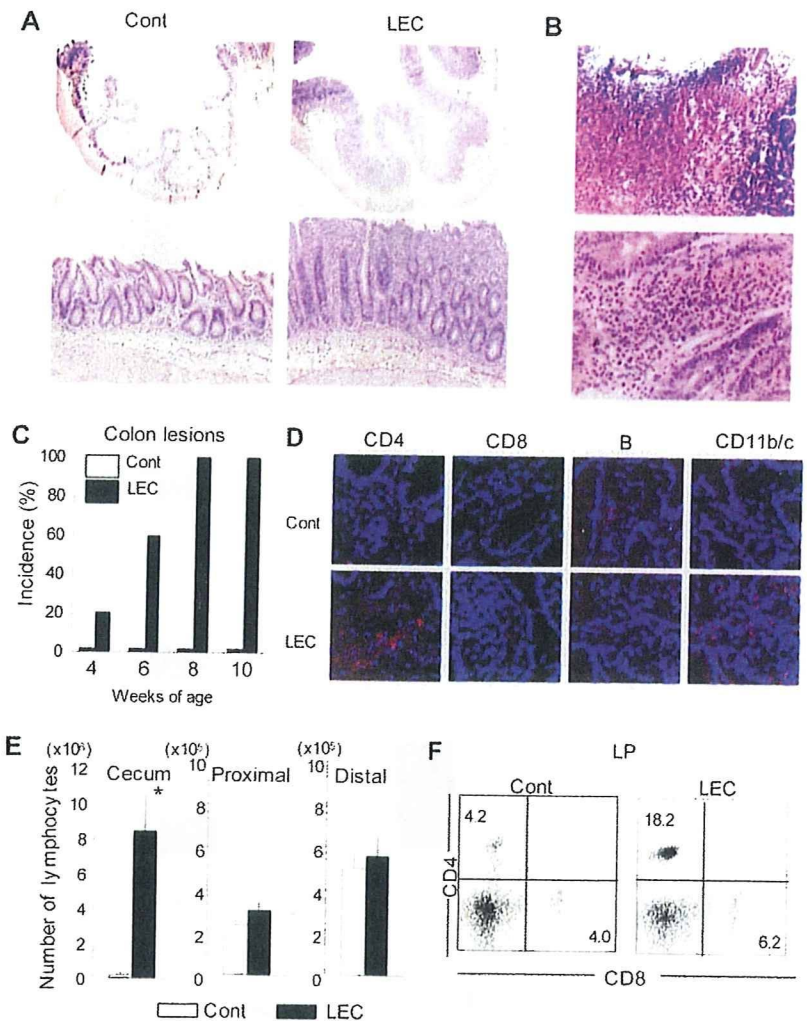 A Cont LEC B
C Colon lesions
Cont
LEC
Incidence (%)
100
80
60
40
20
0
4 6 8 10
Weeks of age
D CD4 CD8 B CD11b/c
Cont
LEC
E
Number of lymphocytes
Cecum
12
10
8
6
4
2
0
*
Proximal
10
8
6
4
2
0
Distal
10
8
6
4
2
0
Cont LEC
F LP
Cont LEC
4.2
4.0
18.2
6.2
CD4
CD8